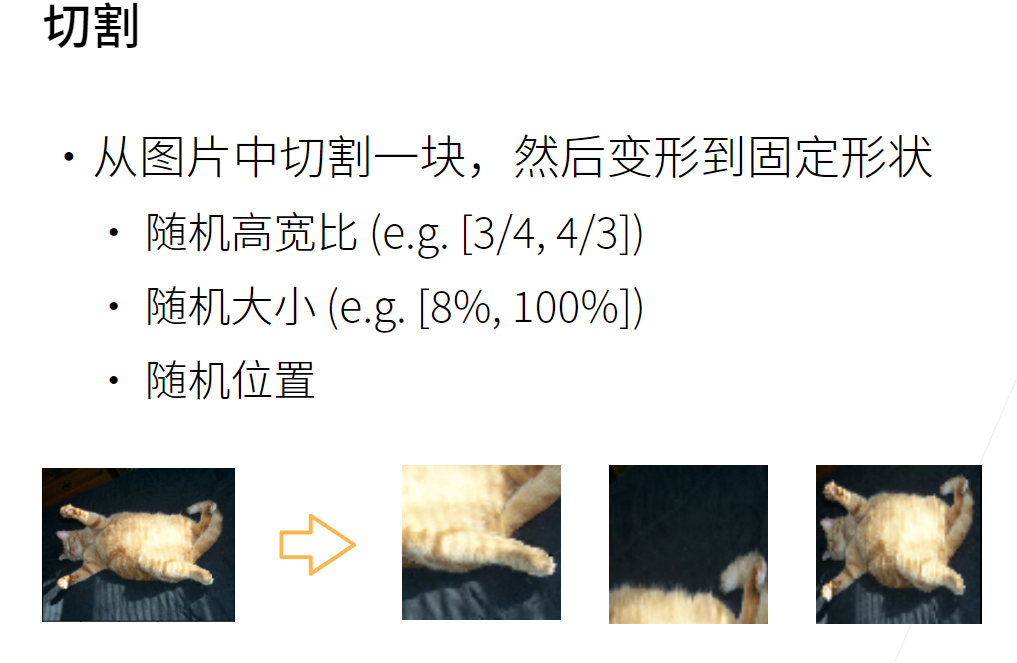 切割
• 从图片中切割一块，然后变形到固定形状
• 随机高宽比 (e.g. [3/4, 4/3])
• 随机大小 (e.g. [8%, 100%])
• 随机位置